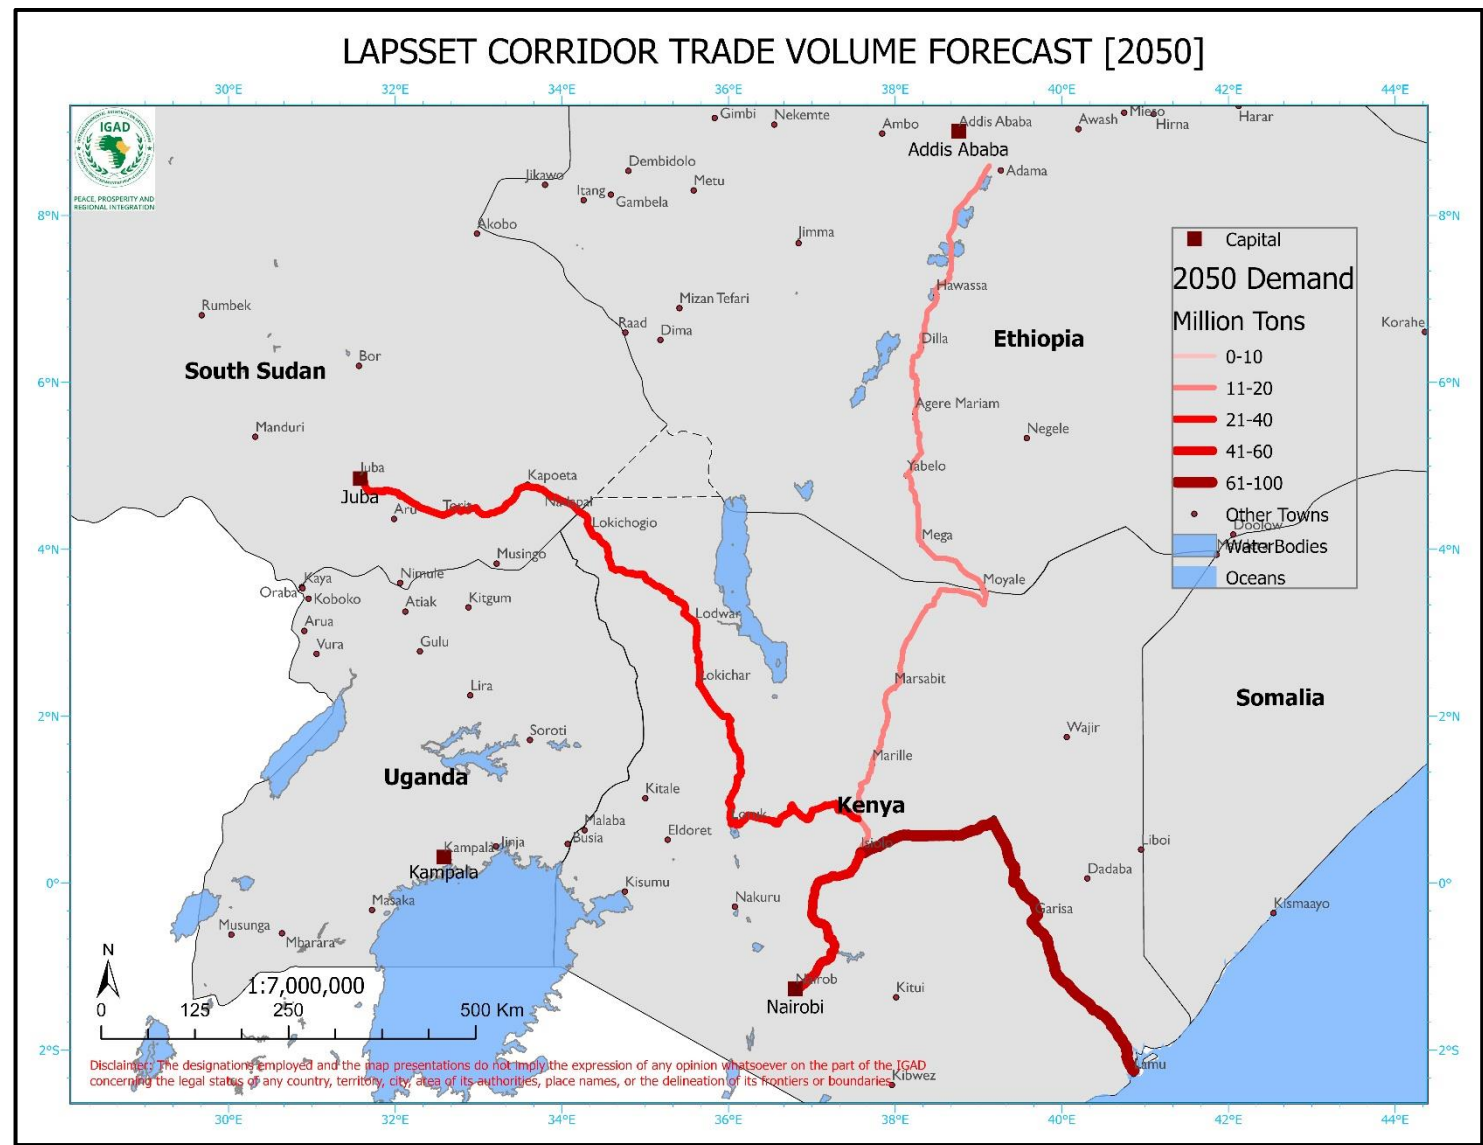 LAPSSET CORRIDOR TRADE VOLUME FORECAST [2050]
30°E 32°E 34°E 36°E 38°E 40°E 42°E 44°E
IGAD
PEACE, PROSPERITY AND
REGIONAL INTEGRATION
Gimbi
Nekemte
Ambo
Addis Ababa
Addis Ababa
Awash
Mieso
Hirna
Harar
Adama
Dembidolo
Metu
Jikawo
Itang
Gambela
8°N
8°N
Akobo
Jimma
Capital
2050 Demand
Million Tons
0-10
11-20
21-40
41-60
61-100
Other Towns
Water Bodies
Oceans
Doolow
Hawassa
Rumbek
Mizan Tefari
Raad
Dima
Dilla
Ethiopia
Korahe
Bor
South Sudan
6°N
6°N
Agere Mariam
Manduri
Negele
Juba
Juba
Kapoeta
Yabelo
Nadapal
Torit
Aru
Lokichogio
Mega
4°N
4°N
Musingo
Moyale
Kaya
Oraba
Koboko
Nimule
Atiak
Kitgum
Arua
Vura
Gulu
Lodwar
Lokichar
Marsabit
Lira
Somalia
2°N
2°N
Soroti
Wajir
Marille
Uganda
Kitale
Kenya
Malaba
Busia
Eldoret
Isiolo
Liboi
Jinja
Kampala
Kampala
0°
0°
Kisumu
Dadaba
Masaka
Nakuru
Garisa
Kismaayo
Musunga
Mbarara
N
1:7,000,000
0 125 250 500 Km
Nairob
Nairobi
Kitui
2°S
2°S
Lamu
Disclaimer: The designations employed and the map presentations do not imply the expression of any opinion whatsoever on the part of the IGAD
concerning the legal status of any country, territory, city, area of its authorities, place names, or the delineation of its frontiers or boundaries
Kibwez
30°E 32°E 34°E 36°E 38°E 40°E 42°E 44°E